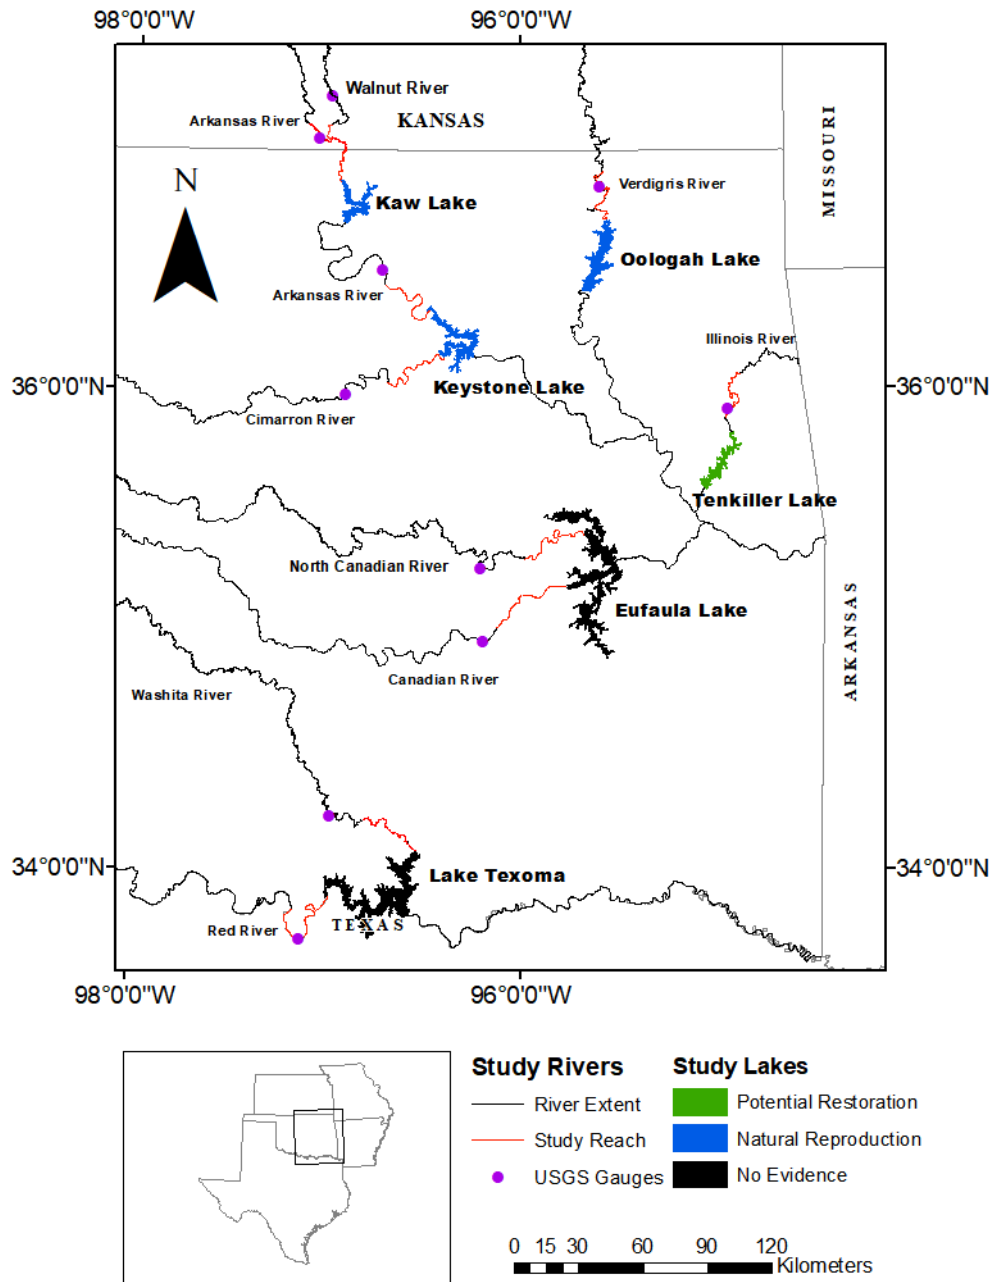 98°0'0"W 96°0'0"W
Walnut River
Arkansas River
KANSAS
MISSOURI
N
Verdigris River
Kaw Lake
Oologah Lake
Arkansas River
Illinois River
36°0'0"N 36°0'0"N
Keystone Lake
Cimarron River
Tenkiller Lake
North Canadian River
Eufaula Lake
ARKANSAS
Canadian River
Washita River
34°0'0"N 34°0'0"N
Lake Texoma
Red River
TEXAS
98°0'0"W 96°0'0"W
Study Rivers
River Extent
Study Reach
USGS Gauges
Study Lakes
Potential Restoration
Natural Reproduction
No Evidence
0 15 30 60 90 120
Kilometers